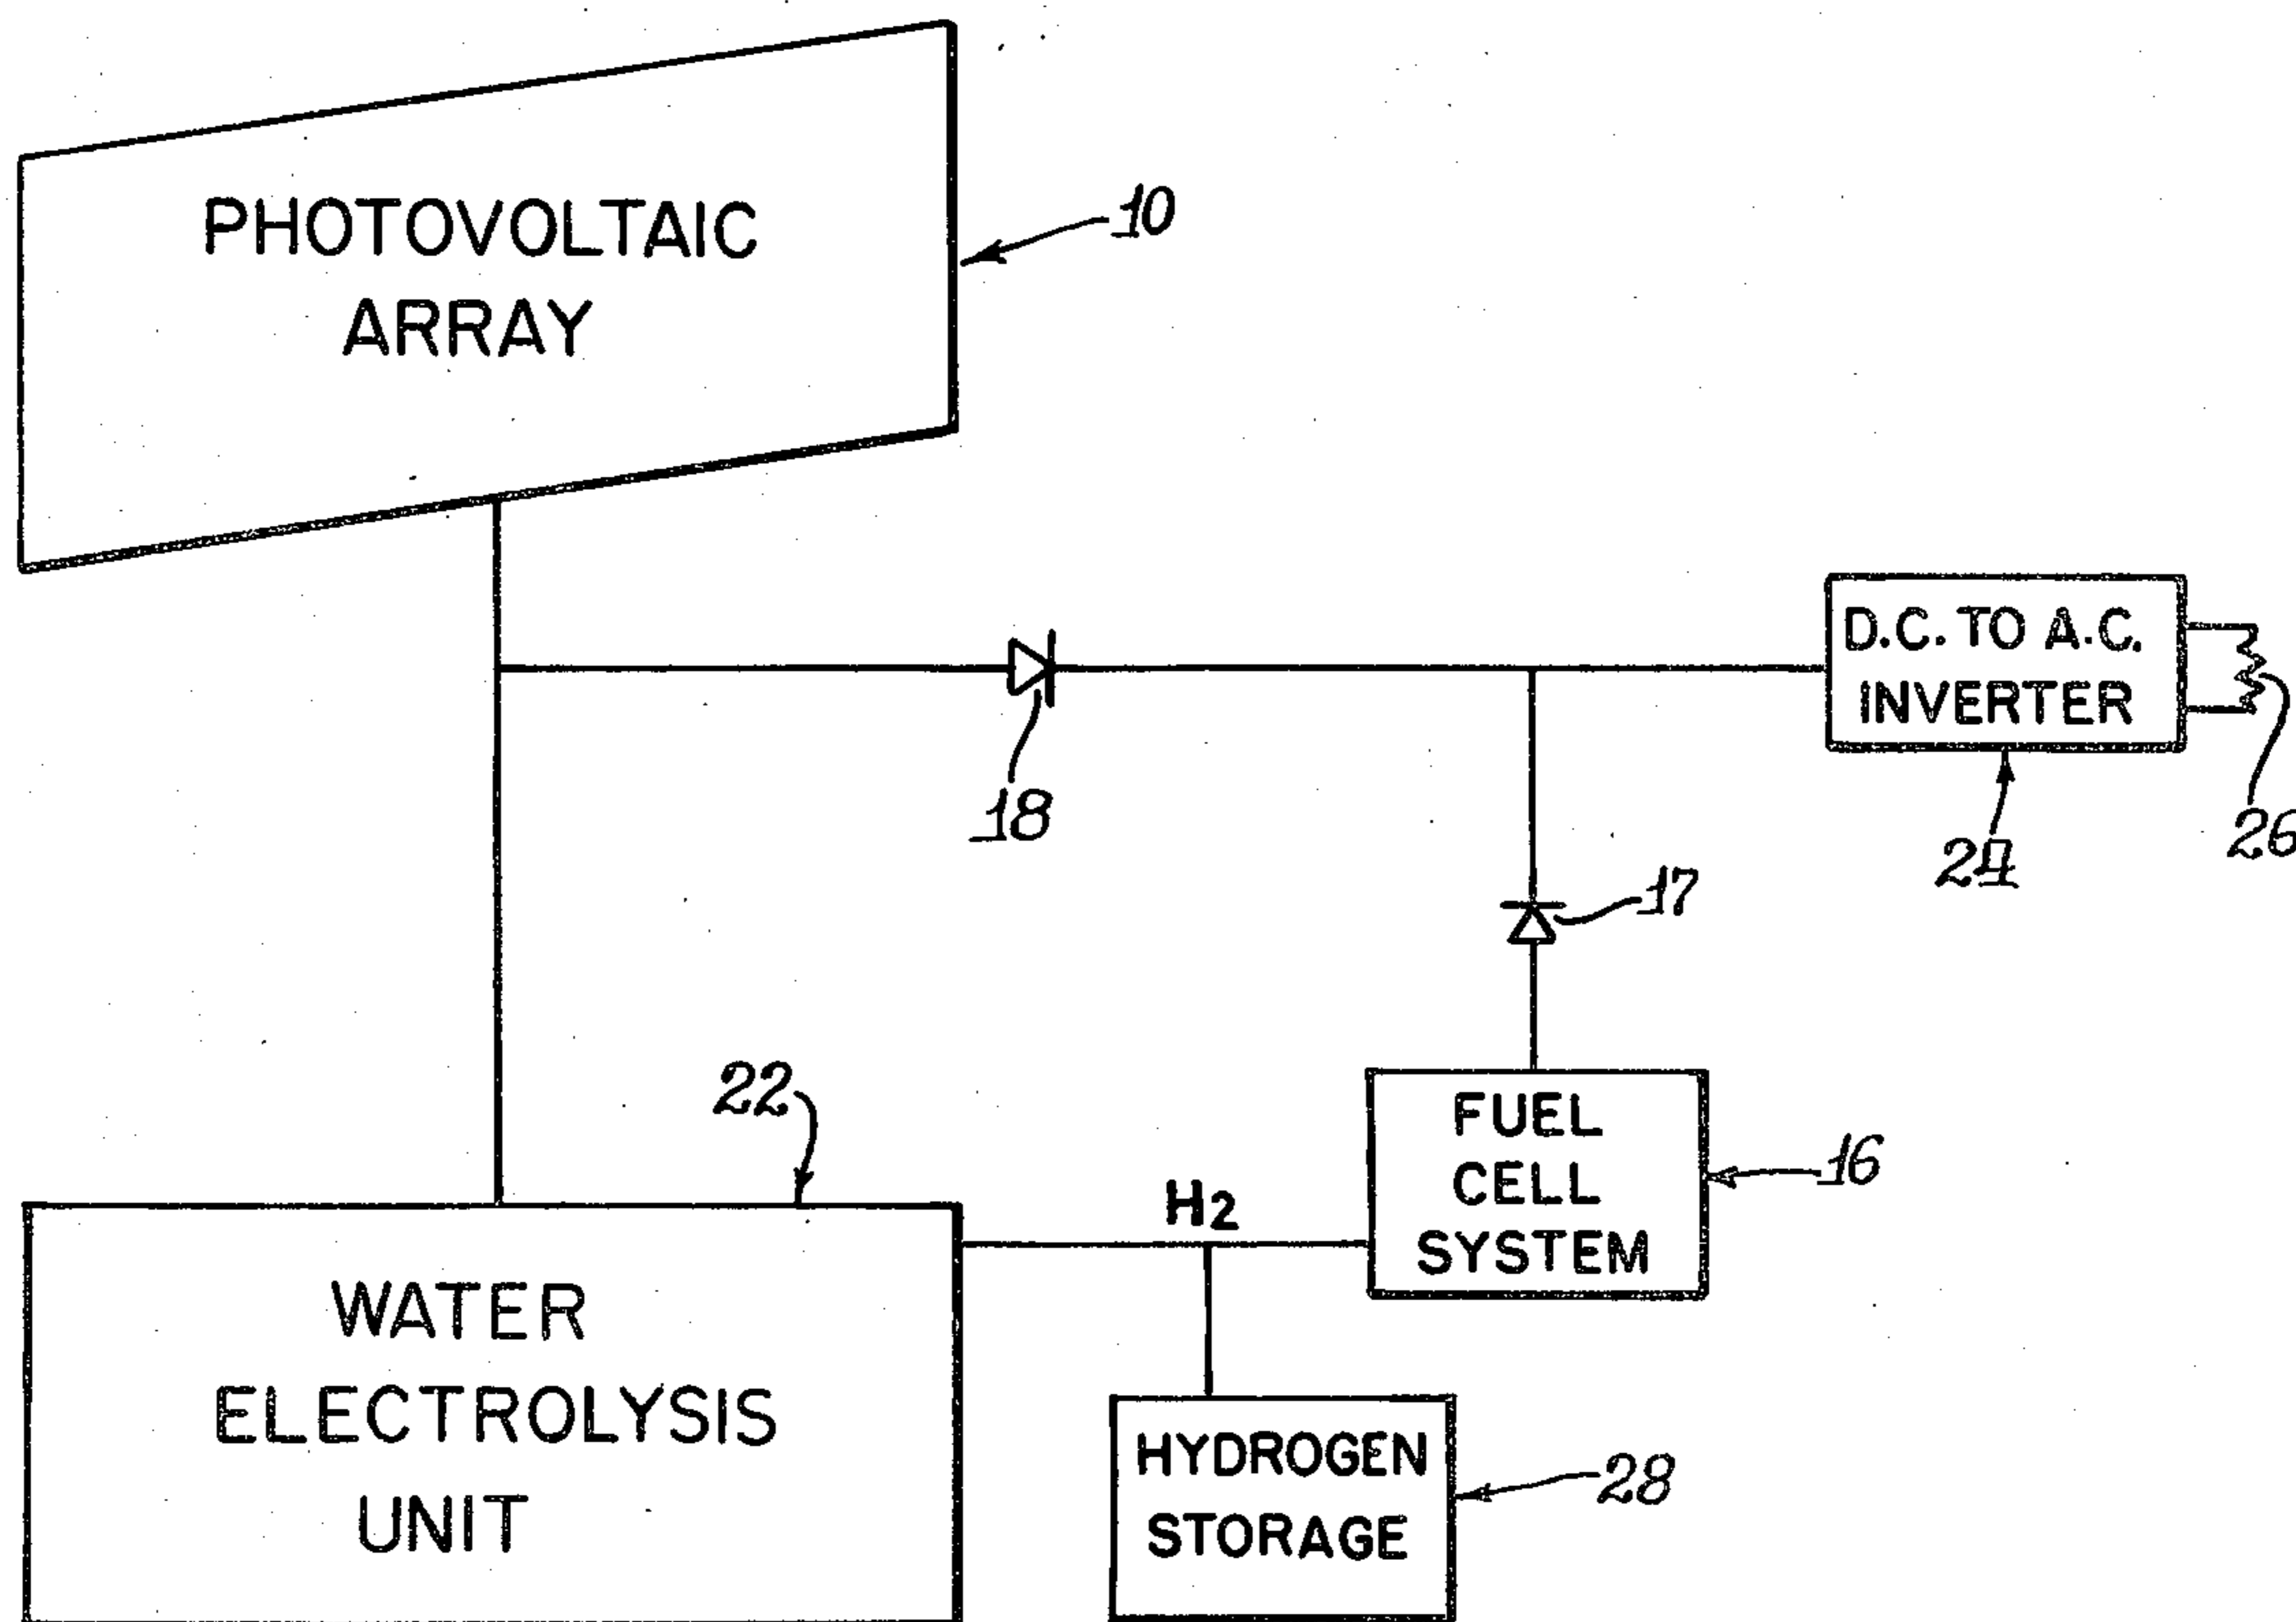 PHOTOVOLTAIC
ARRAY
10
D.C. TO A.C.
INVERTER
18
24
26
17
22
FUEL
CELL
SYSTEM
16
H2
WATER
ELECTROLYSIS
UNIT
HYDROGEN
STORAGE
28